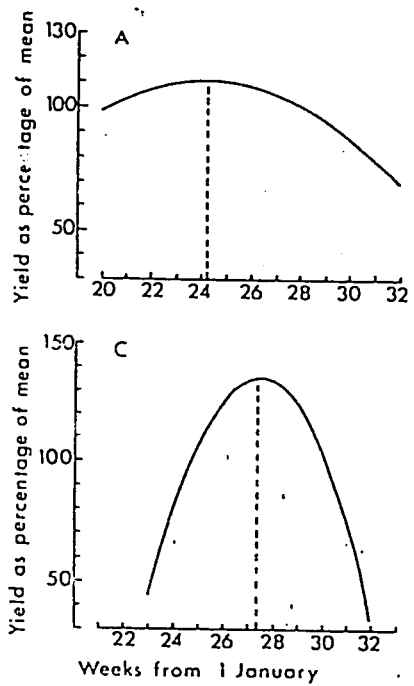 A
Yield as percentage of mean
130
100
50
20 22 24 26 28 30 32
C
Yield as percentage of mean
150
100
50
22 24 26 28 30 32
Weeks from 1 January